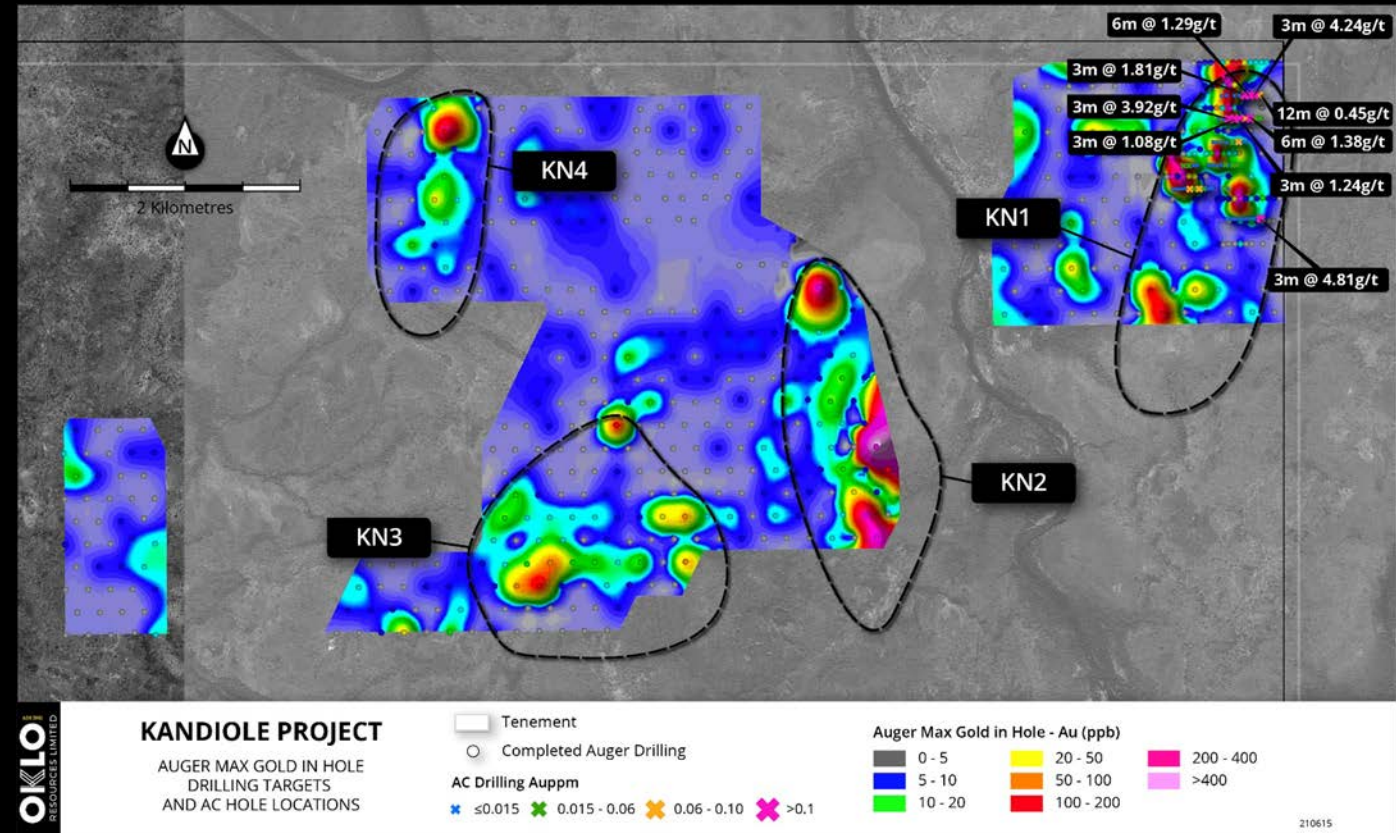 6m @ 1.29g/t
3m @ 4.24g/t
3m @ 1.81g/t
3m @ 3.92g/t
12m @ 0.45g/t
3m @ 1.08g/t
6m @ 1.38g/t
3m @ 1.24g/t
3m @ 4.81g/t
N
2 Kilometres
KN4
KN1
KN2
KN3
OKLO
RESOURCES LIMITED
KANDIOLE PROJECT
AUGER MAX GOLD IN HOLE
DRILLING TARGETS
AND AC HOLE LOCATIONS
Tenement
Completed Auger Drilling
AC Drilling Auppm
≤0.015
0.015 - 0.06
0.06 - 0.10
>0.1
Auger Max Gold in Hole - Au (ppb)
0 - 5
5 - 10
10 - 20
20 - 50
50 - 100
100 - 200
200 - 400
>400
210615